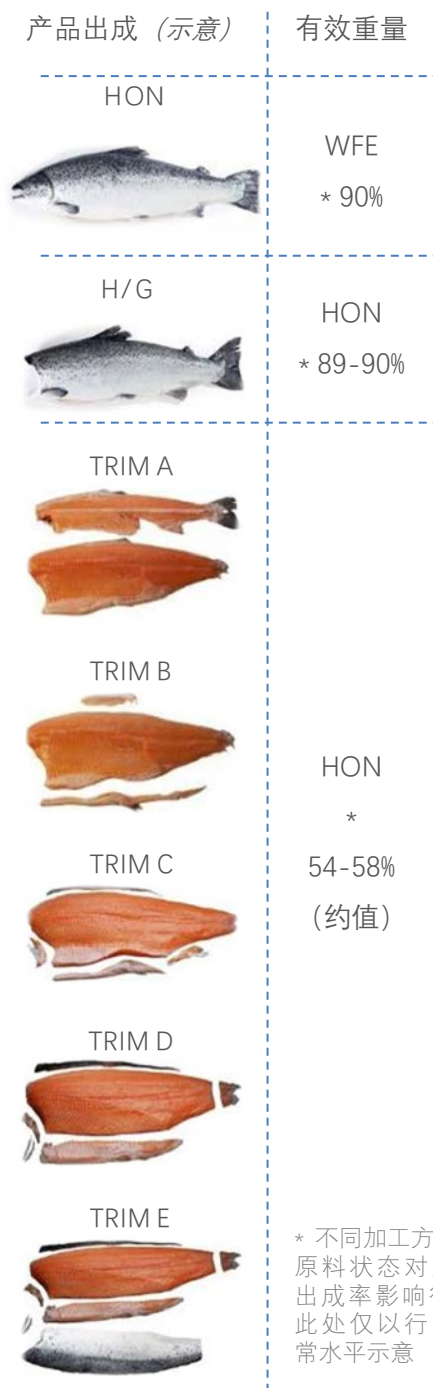 产品出成（示意） 有效重量
HON
WFE
* 90%
H/G
HON
* 89-90%
TRIM A
TRIM B
HON
*
54-58%
（约值）
TRIM C
TRIM D
TRIM E
* 不同加工方
原料状态对
出成率影响
此处仅以行
常水平示意